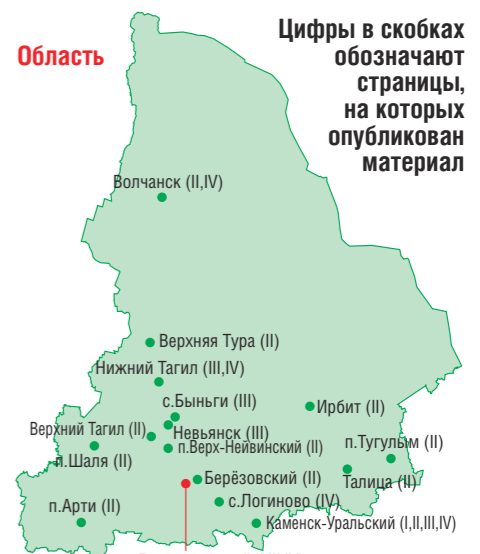 Область
Цифры в скобках
обозначают
страницы,
на которых
опубликован
материал
Волчанск (II,IV)
Верхняя Тура (II)
Нижний Тагил (III,IV)
с.Быньги (III)
Ирбит (II)
Верхний Тагил (II)
Невьянск (III)
п.Тугулым (II)
п.Верх-Нейвинский (II)
п.Шаля (II)
Талица (II)
Берёзовский (II)
с.Логиново (IV)
п.Арти (II)
Каменск-Уральский (I,II,III,IV)